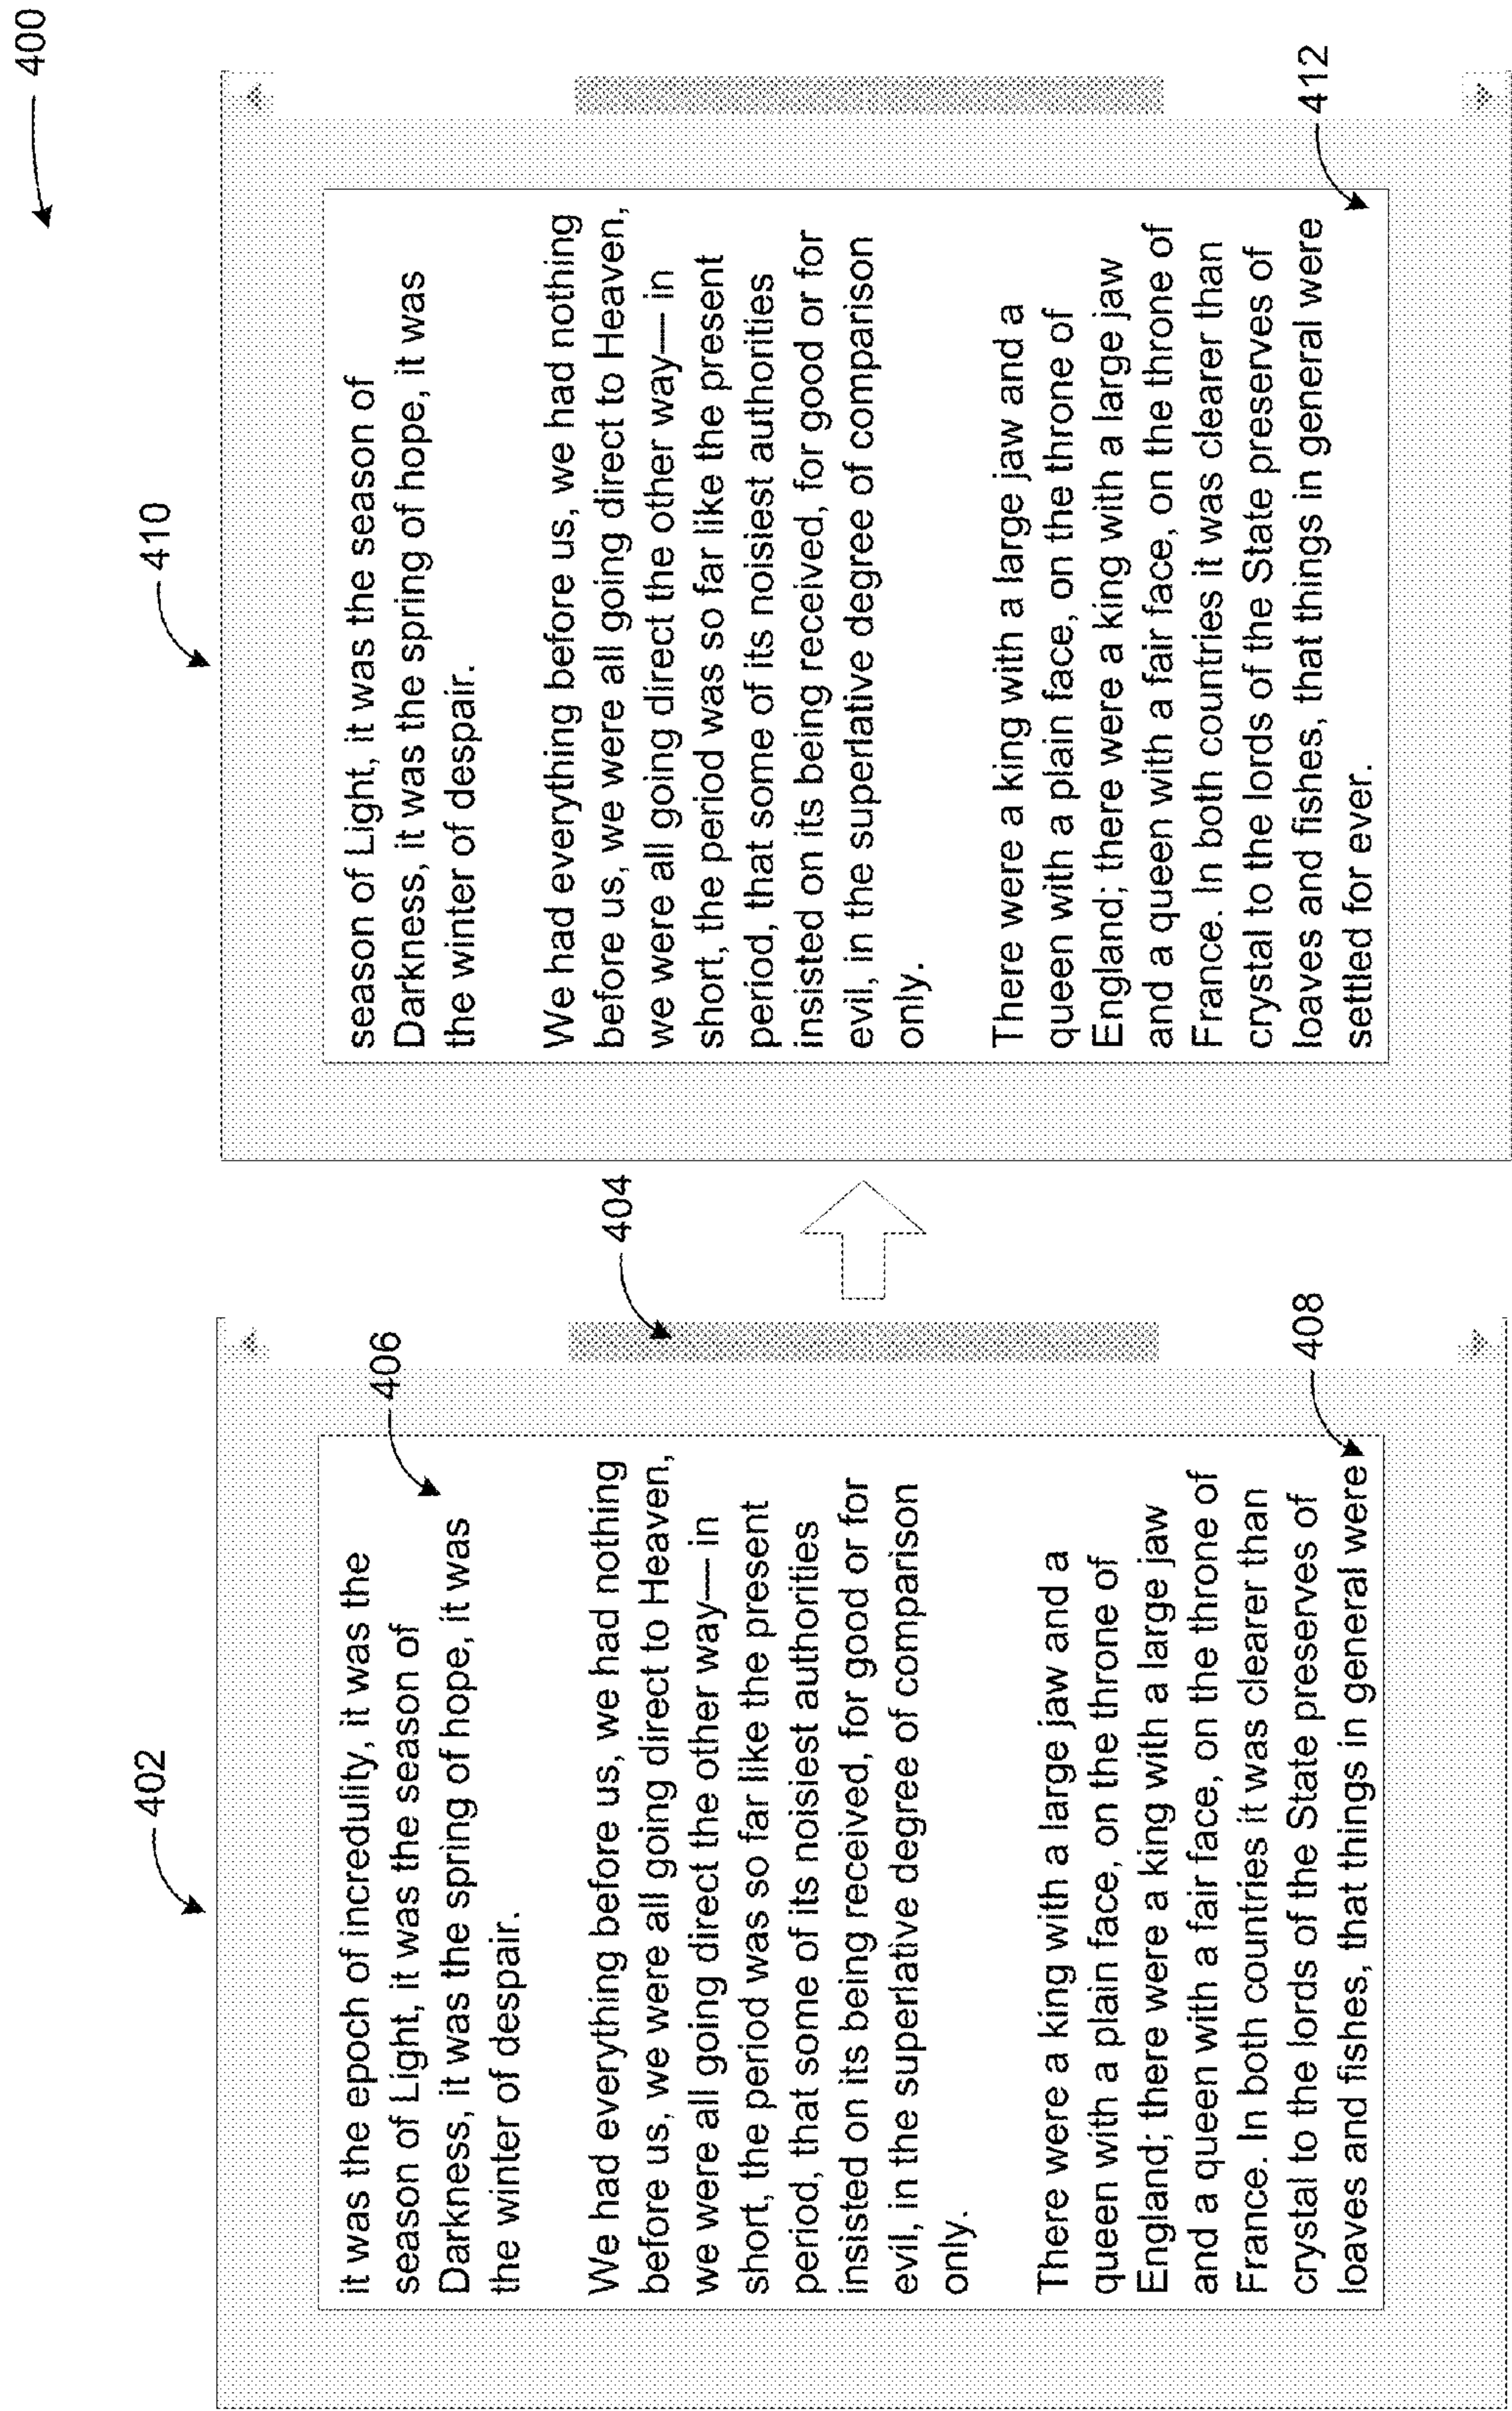 400
402
it was the epoch of incredulity, it was the
season of Light, it was the season of
Darkness, it was the spring of hope, it was
the winter of despair.
We had everything before us, we had nothing
before us, we were all going direct to Heaven,
we were all going direct the other way— in
short, the period was so far like the present
period, that some of its noisiest authorities
insisted on its being received, for good or for
evil, in the superlative degree of comparison
only.
There were a king with a large jaw and a
queen with a plain face, on the throne of
England; there were a king with a large jaw
and a queen with a fair face, on the throne of
France. In both countries it was clearer than
crystal to the lords of the State preserves of
loaves and fishes, that things in general were
406
404
408
410
season of Light, it was the season of
Darkness, it was the spring of hope, it was
the winter of despair.
We had everything before us, we had nothing
before us, we were all going direct to Heaven,
we were all going direct the other way— in
short, the period was so far like the present
period, that some of its noisiest authorities
insisted on its being received, for good or for
evil, in the superlative degree of comparison
only.
There were a king with a large jaw and a
queen with a plain face, on the throne of
England; there were a king with a large jaw
and a queen with a fair face, on the throne of
France. In both countries it was clearer than
crystal to the lords of the State preserves of
loaves and fishes, that things in general were
settled for ever.
412